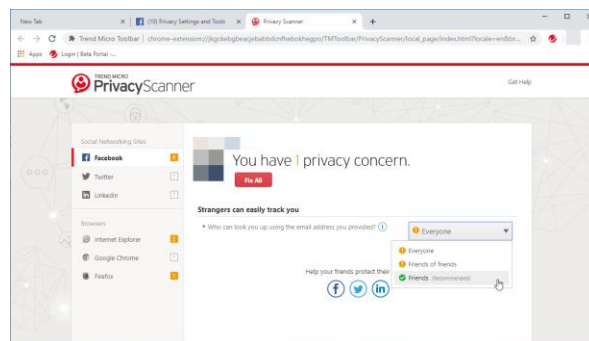 New Tab
(10) Privacy Settings and Tools
Privacy Scanner
Trend Micro Toolbar
Apps
Login | Beta Portal -...
TREND MICRO
PrivacyScanner
Get Help
Social Networking Sites
Facebook
Twitter
LinkedIn
Browsers
Internet Explorer
Google Chrome
Firefox
You have 1 privacy concern.
Fix All
Strangers can easily track you
• Who can look you up using the email address you provided?
Everyone
Everyone
Friends of friends
Friends (Recommended)
Help your friends protect their